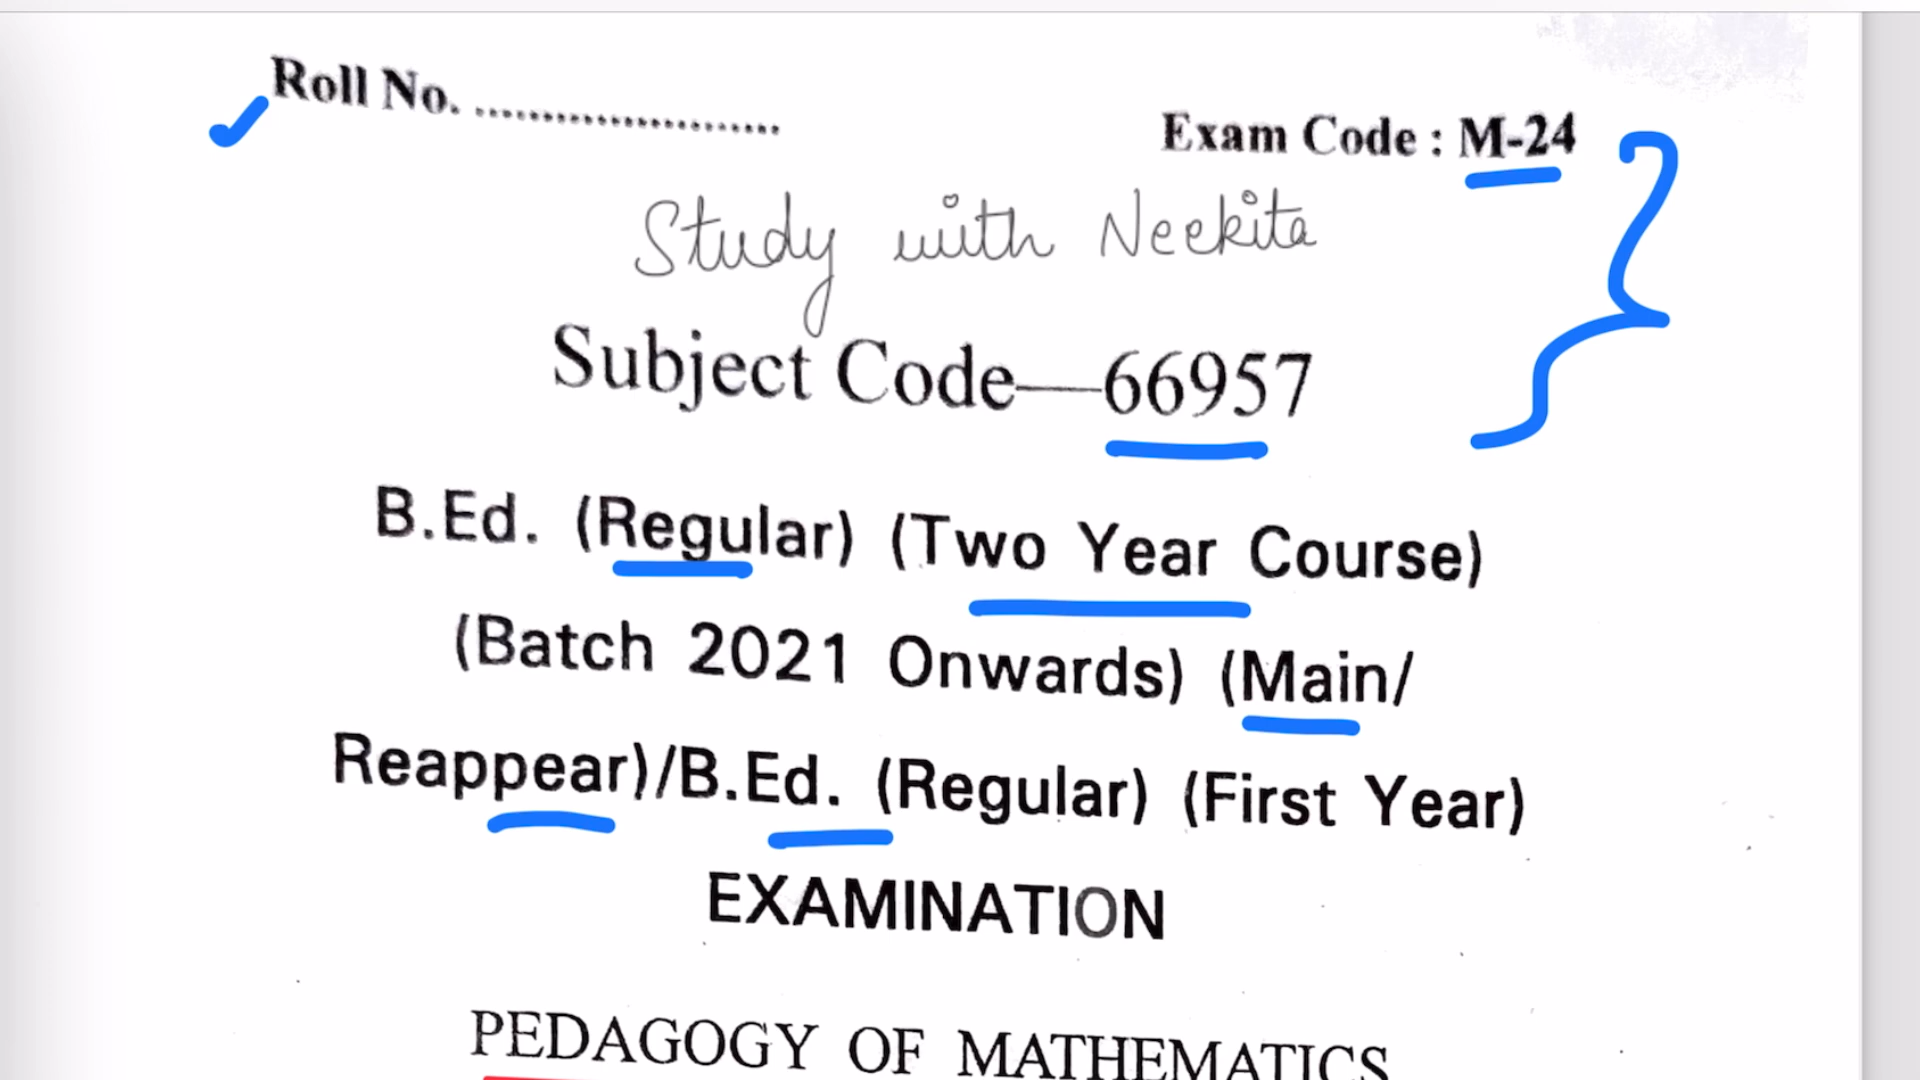 Roll No. ........................
Exam Code : M-24
Study with Neekita
Subject Code—66957
B.Ed. (Regular) (Two Year Course)
(Batch 2021 Onwards) (Main/
Reappear)/B.Ed. (Regular) (First Year)
EXAMINATION
PEDAGOGY OF MATHEMATICS